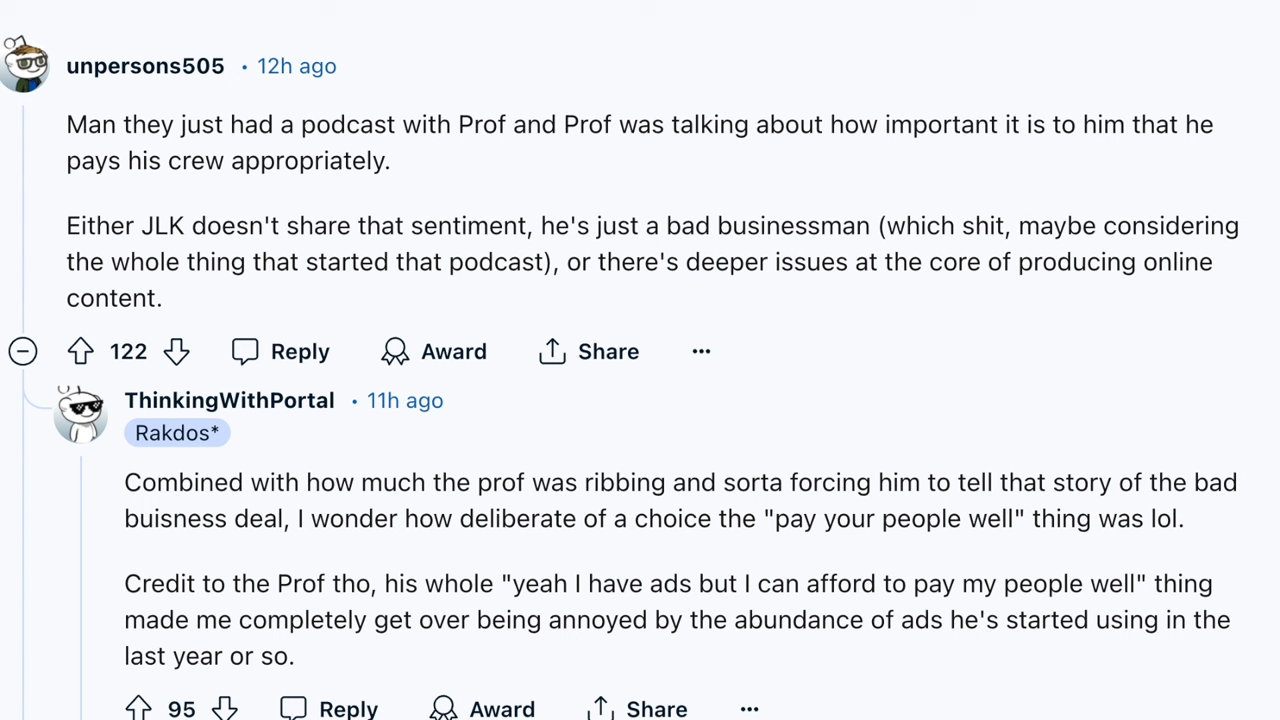 unpersons505 • 12h ago
Man they just had a podcast with Prof and Prof was talking about how important it is to him that he
pays his crew appropriately.
Either JLK doesn't share that sentiment, he's just a bad businessman (which shit, maybe considering
the whole thing that started that podcast), or there's deeper issues at the core of producing online
content.
122 Reply Award Share ...
ThinkingWithPortal • 11h ago
Rakdos*
Combined with how much the prof was ribbing and sorta forcing him to tell that story of the bad
buisness deal, I wonder how deliberate of a choice the "pay your people well" thing was lol.
Credit to the Prof tho, his whole "yeah I have ads but I can afford to pay my people well" thing
made me completely get over being annoyed by the abundance of ads he's started using in the
last year or so.
95 Reply Award Share ...